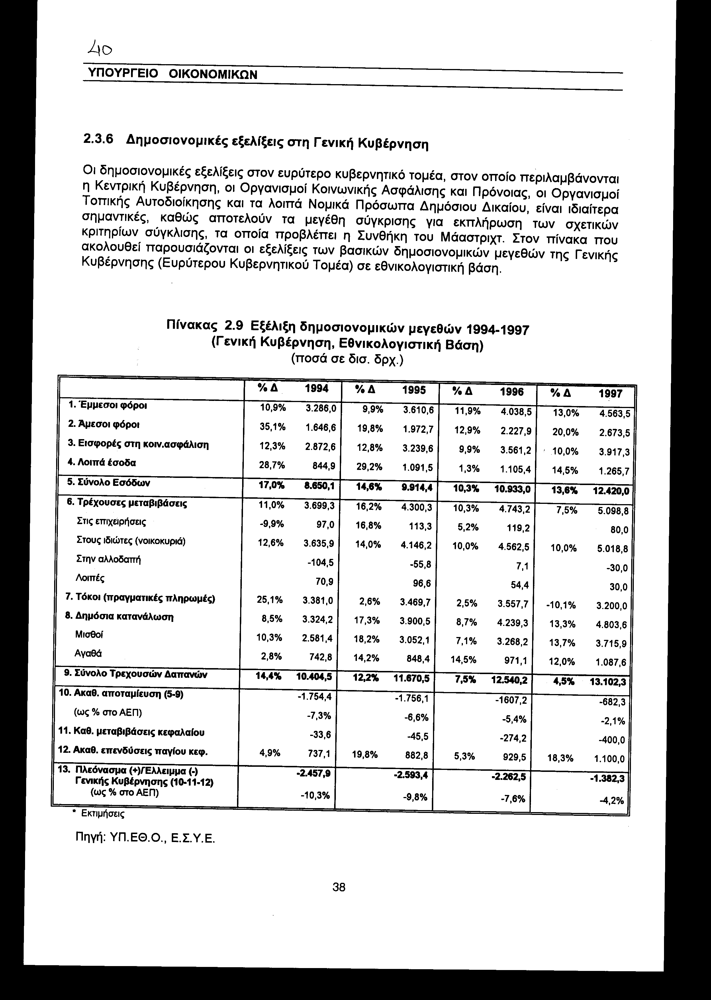 40
ΥΠΟΥΡΓΕΙΟ ΟΙΚΟΝΟΜΙΚΩΝ
2.3.6 Δημοσιονομικές εξελίξεις στη Γενική Κυβέρνηση
Οι δημοσιονομικές εξελίξεις στον ευρύτερο κυβερνητικό τομέα, στον οποίο περιλαμβάνονται
η Κεντρική Κυβέρνηση, οι Οργανισμοί Κοινωνικής Ασφάλισης και Πρόνοιας, οι Οργανισμοί
Τοπικής Αυτοδιοίκησης και τα λοιπά Νομικά Πρόσωπα Δημόσιου Δικαίου, είναι ιδιαίτερα
σημαντικές, καθώς αποτελούν τα μεγέθη σύγκρισης για εκπλήρωση των σχετικών
κριτηρίων σύγκλισης, τα οποία προβλέπει η Συνθήκη του Μάαστριχτ. Στον πίνακα που
ακολουθεί παρουσιάζονται οι εξελίξεις των βασικών δημοσιονομικών μεγεθών της Γενικής
Κυβέρνησης (Ευρύτερου Κυβερνητικού Τομέα) σε εθνικολογιστική βάση.
Πίνακας 2.9 Εξέλιξη δημοσιονομικών μεγεθών 1994-1997
(Γενική Κυβέρνηση, Εθνικολογιστική Βάση)
(ποσά σε δισ. δρχ.)
% Δ 1994 % Δ 1995 % Δ 1996 % Δ 1997
1. Έμμεσοι φόροι 10,9% 3.286,0 9,9% 3.610,6 11,9% 4.038,5 13,0% 4.563,5
2. Άμεσοι φόροι 35,1% 1.646,6 19,8% 1.972,7 12,9% 2.227,9 20,0% 2.673,5
3. Εισφορές στη κοιν.ασφάλιση 12,3% 2.872,6 12,8% 3.239,6 9,9% 3.561,2 10,0% 3.917,3
4. Λοιπά έσοδα 28,7% 844,9 29,2% 1.091,5 1,3% 1.105,4 14,5% 1.265,7
5. Σύνολο Εσόδων 17,0% 8.650,1 14,6% 9.914,4 10,3% 10.933,0 13,6% 12.420,0
6. Τρέχουσες μεταβιβάσεις 11,0% 3.699,3 16,2% 4.300,3 10,3% 4.743,2 7,5% 5.098,8
Στις επιχειρήσεις -9,9% 97,0 16,8% 113,3 5,2% 119,2 80,0
Στους ιδιώτες (νοικοκυριά) 12,6% 3.635,9 14,0% 4.146,2 10,0% 4.562,5 10,0% 5.018,8
Στην αλλοδαπή -104,5 -55,8 7,1 -30,0
Λοιπές 70,9 96,6 54,4 30,0
7. Τόκοι (πραγματικές πληρωμές) 25,1% 3.381,0 2,6% 3.469,7 2,5% 3.557,7 -10,1% 3.200,0
8. Δημόσια κατανάλωση 8,5% 3.324,2 17,3% 3.900,5 8,7% 4.239,3 13,3% 4.803,6
Μισθοί 10,3% 2.581,4 18,2% 3.052,1 7,1% 3.268,2 13,7% 3.715,9
Αγαθά 2,8% 742,8 14,2% 848,4 14,5% 971,1 12,0% 1.087,6
9. Σύνολο Τρεχουσών Δαπανών 14,4% 10.404,5 12,2% 11.670,5 7,5% 12.540,2 4,5% 13.102,3
10. Ακαθ. αποταμίευση (5-9) -1.754,4 -1.756,1 -1607,2 -682,3
(ως % στο ΑΕΠ) -7,3% -6,6% -5,4% -2,1%
11. Καθ. μεταβιβάσεις κεφαλαίου -33,6 -45,5 -274,2 -400,0
12. Ακαθ. επενδύσεις παγίου κεφ. 4,9% 737,1 19,8% 882,8 5,3% 929,5 18,3% 1.100,0
13. Πλεόνασμα (+)/Έλλειμμα (-) -2.457,9 -2.593,4 -2.262,5 -1.382,3
Γενικής Κυβέρνησης (10-11-12)
(ως % στο ΑΕΠ) -10,3% -9,8% -7,6% -4,2%
* Εκτιμήσεις
Πηγή: ΥΠ.ΕΘ.Ο., Ε.Σ.Υ.Ε.
38